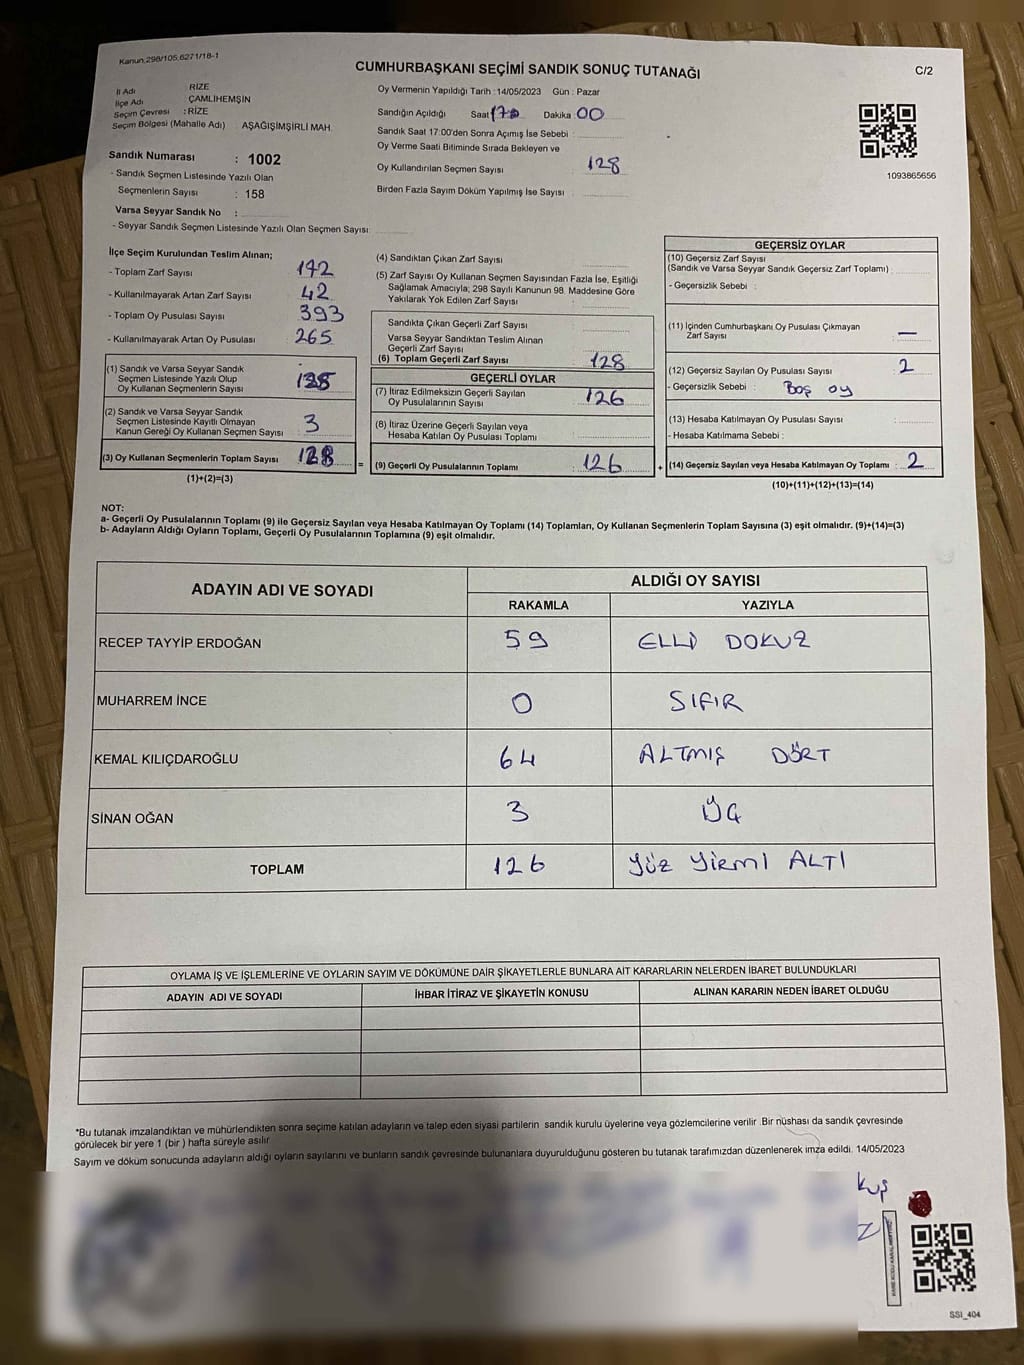 Kanun:298/105;6271/18-1
CUMHURBAŞKANI SEÇİMİ SANDIK SONUÇ TUTANAĞI
C/2
İl Adı RİZE
İlçe Adı ÇAMLIHEMŞİN
Seçim Çevresi : RİZE
Seçim Bölgesi (Mahalle Adı) AŞAĞIŞİMŞİRLİ MAH.
Oy Vermenin Yapıldığı Tarih :14/05/2023 Gün : Pazar
Sandığın Açıldığı Saat: 17 Dakika :00
Sandık Saat 17:00'den Sonra Açımış İse Sebebi :
Oy Verme Saati Bitiminde Sırada Bekleyen ve
Oy Kullandırılan Seçmen Sayısı 128
Birden Fazla Sayım Döküm Yapılmış İse Sayısı :
1093865656
Sandık Numarası : 1002
- Sandık Seçmen Listesinde Yazılı Olan
Seçmenlerin Sayısı : 158
Varsa Seyyar Sandık No :
- Seyyar Sandık Seçmen Listesinde Yazılı Olan Seçmen Sayısı:
İlçe Seçim Kurulundan Teslim Alınan;
- Toplam Zarf Sayısı
- Kullanılmayarak Artan Zarf Sayısı 42
- Toplam Oy Pusulası Sayısı 393
- Kullanılmayarak Artan Oy Pusulası 265
(1) Sandık ve Varsa Seyyar Sandık
Seçmen Listesinde Yazılı Olup
Oy Kullanan Seçmenlerin Sayısı
(2) Sandık ve Varsa Seyyar Sandık
Seçmen Listesinde Kayıtlı Olmayan
Kanun Gereği Oy Kullanan Seçmen Sayısı : 3
(3) Oy Kullanan Seçmenlerin Toplam Sayısı 128
(1)+(2)=(3)
(4) Sandıktan Çıkan Zarf Sayısı
(5) Zarf Sayısı Oy Kullanan Seçmen Sayısından Fazla İse, Eşitliği
Sağlamak Amacıyla; 298 Sayılı Kanunun 98. Maddesine Göre
Yakılarak Yok Edilen Zarf Sayısı :
Sandıkta Çıkan Geçerli Zarf Sayısı :
Varsa Seyyar Sandıktan Teslim Alınan
Geçerli Zarf Sayısı :
(6) Toplam Geçerli Zarf Sayısı 128
GEÇERLİ OYLAR
(7) İtiraz Edilmeksizin Geçerli Sayılan
Oy Pusulalarının Sayısı : 126
(8) İtiraz Üzerine Geçerli Sayılan veya
Hesaba Katılan Oy Pusulası Toplamı :
= (9) Geçerli Oy Pusulalarının Toplamı : 126 +
GEÇERSİZ OYLAR
(10) Geçersiz Zarf Sayısı
(Sandık ve Varsa Seyyar Sandık Geçersiz Zarf Toplamı) :
- Geçersizlik Sebebi :
(11) İçinden Cumhurbaşkanı Oy Pusulası Çıkmayan
Zarf Sayısı : —
(12) Geçersiz Sayılan Oy Pusulası Sayısı : 2
- Geçersizlik Sebebi : Boş oy
(13) Hesaba Katılmayan Oy Pusulası Sayısı :
- Hesaba Katılmama Sebebi :
(14) Geçersiz Sayılan veya Hesaba Katılmayan Oy Toplamı : 2
(10)+(11)+(12)+(13)=(14)
NOT:
a- Geçerli Oy Pusulalarının Toplamı (9) ile Geçersiz Sayılan veya Hesaba Katılmayan Oy Toplamı (14) Toplamları, Oy Kullanan Seçmenlerin Toplam Sayısına (3) eşit olmalıdır. (9)+(14)=(3)
b- Adayların Aldığı Oyların Toplamı, Geçerli Oy Pusulalarının Toplamına (9) eşit olmalıdır.
ADAYIN ADI VE SOYADI
ALDIĞI OY SAYISI
RAKAMLA YAZIYLA
RECEP TAYYİP ERDOĞAN 59 ELLİ DOKUZ
MUHARREM İNCE 0 SIFIR
KEMAL KILIÇDAROĞLU 64 ALTMIŞ DÖRT
SİNAN OĞAN 3 ÜÇ
TOPLAM 126 Yüz Yirmi ALTI
OYLAMA İŞ VE İŞLEMLERİNE VE OYLARIN SAYIM VE DÖKÜMÜNE DAİR ŞİKAYETLERLE BUNLARA AİT KARARLARIN NELERDEN İBARET BULUNDUKLARI
ADAYIN ADI VE SOYADI İHBAR İTİRAZ VE ŞİKAYETİN KONUSU ALINAN KARARIN NEDEN İBARET OLDUĞU
*Bu tutanak imzalandıktan ve mühürlendikten sonra seçime katılan adayların ve talep eden siyasi partilerin sandık kurulu üyelerine veya gözlemcilerine verilir .Bir nüshası da sandık çevresinde
görülecek bir yere 1 (bir ) hafta süreyle asılır
Sayım ve döküm sonucunda adayların aldığı oyların sayılarını ve bunların sandık çevresinde bulunanlara duyurulduğunu gösteren bu tutanak tarafımızdan düzenlenerek imza edildi. 14/05/2023
kuş
SSI_404